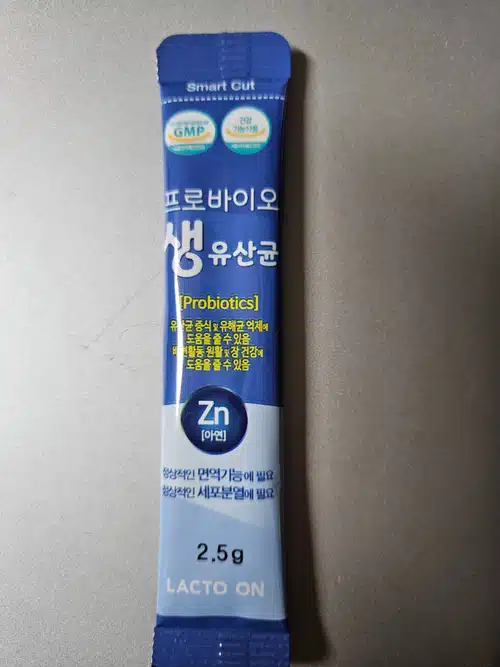 Smart Cut
GMP
건강
기능식품
프로바이오
생 유산균
[Probiotics]
유산균 증식 및 유해균 억제에
도움을 줄 수 있음
배변활동 원활 및 장 건강에
도움을 줄 수 있음
Zn
[아연]
정상적인 면역기능에 필요
정상적인 세포분열에 필요
2.5g
LACTO ON